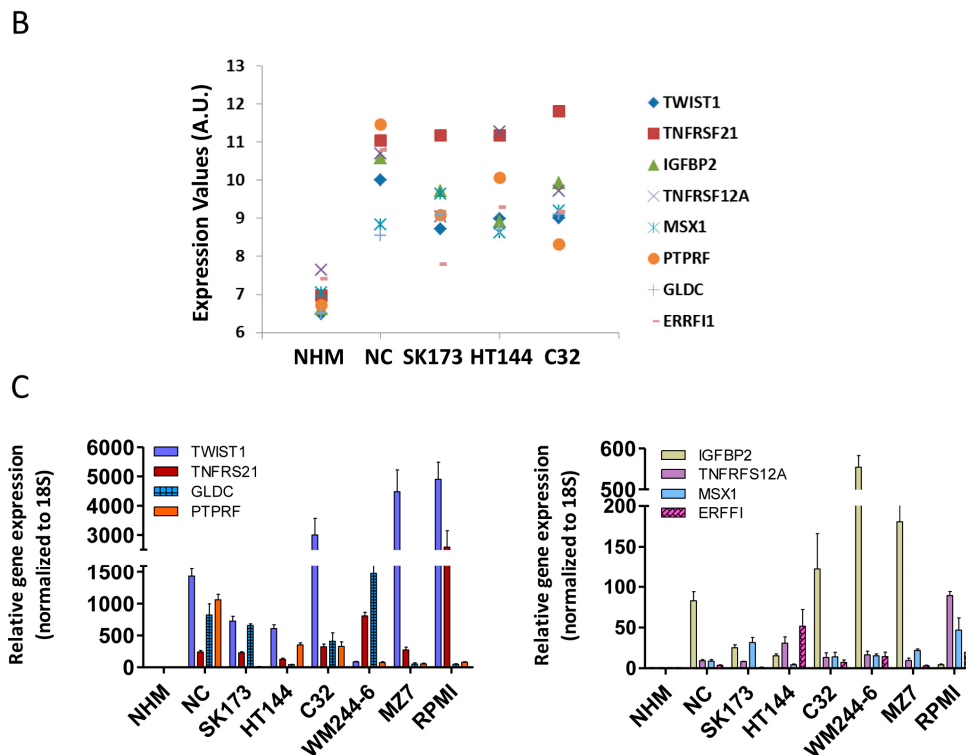 B
13
12
11
10
9
8
7
6
Expression Values (A.U.)
NHM NC SK173 HT144 C32
TWIST1
TNFRSF21
IGFBP2
TNFRSF12A
MSX1
PTPRF
GLDC
ERRFI1
C
Relative gene expression
(normalized to 18S)
6000
5000
4000
3000
1500
1000
500
0
TWIST1
TNFRS21
GLDC
PTPRF
NHM
NC
SK173
HT144
C32
WM244-6
MZ7
RPMI
Relative gene expression
(normalized to 18S)
600
500
200
150
100
50
0
IGFBP2
TNFRFS12A
MSX1
ERFFI
NHM
NC
SK173
HT144
C32
WM244-6
MZ7
RPMI